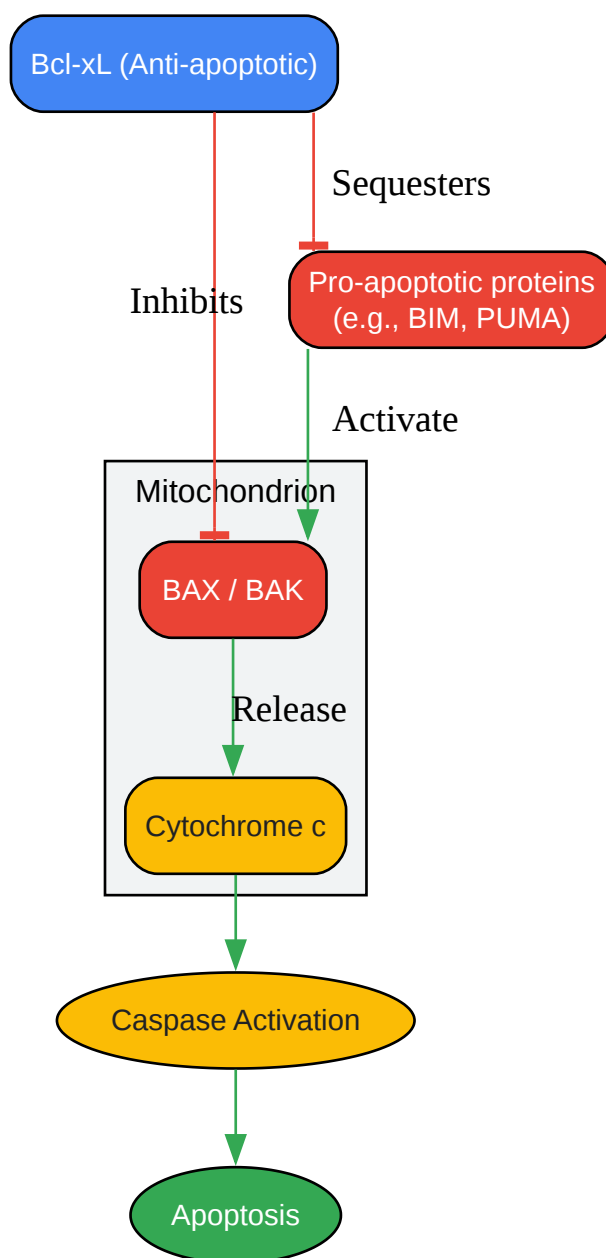 Bcl-xL (Anti-apoptotic)
Sequesters
Inhibits
Pro-apoptotic proteins
(e.g., BIM, PUMA)
Activate
Mitochondrion
BAX / BAK
Release
Cytochrome c
Caspase Activation
Apoptosis